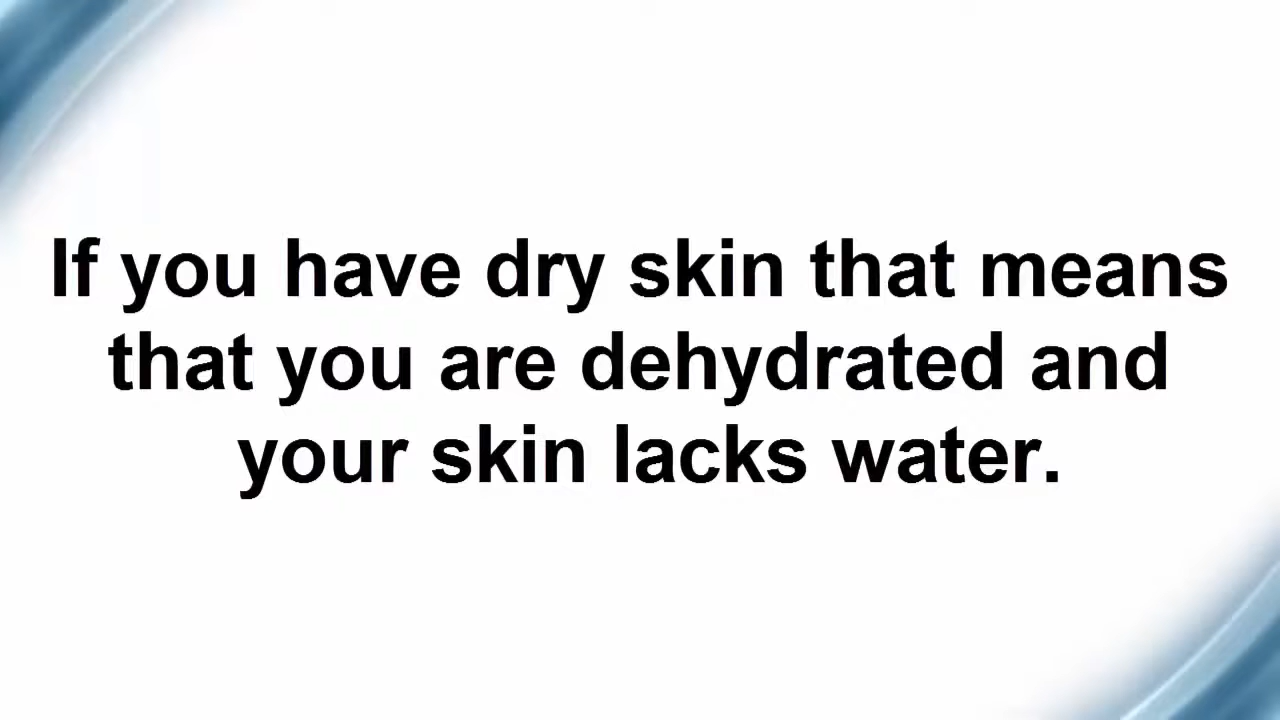 If you have dry skin that means
that you are dehydrated and
your skin lacks water.